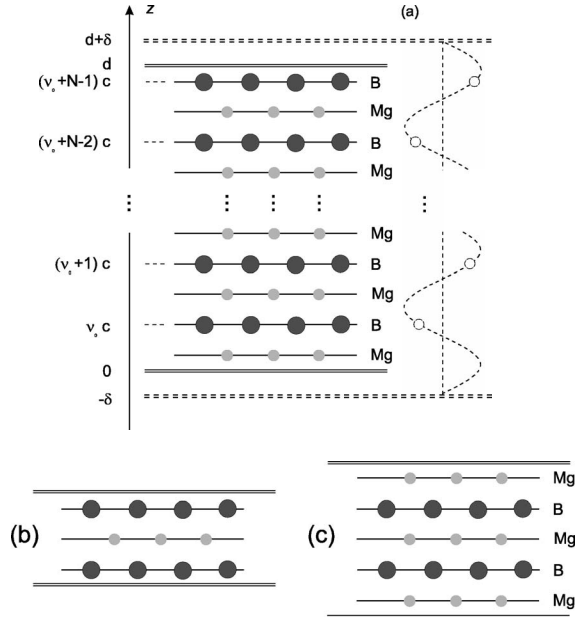 z
(a)
d+δ
d
(ν₀+N-1) c
B
Mg
(ν₀+N-2) c
B
Mg
Mg
(ν₀+1) c
B
Mg
ν₀ c
B
Mg
0
-δ
(b)
(c)
Mg
B
Mg
B
Mg